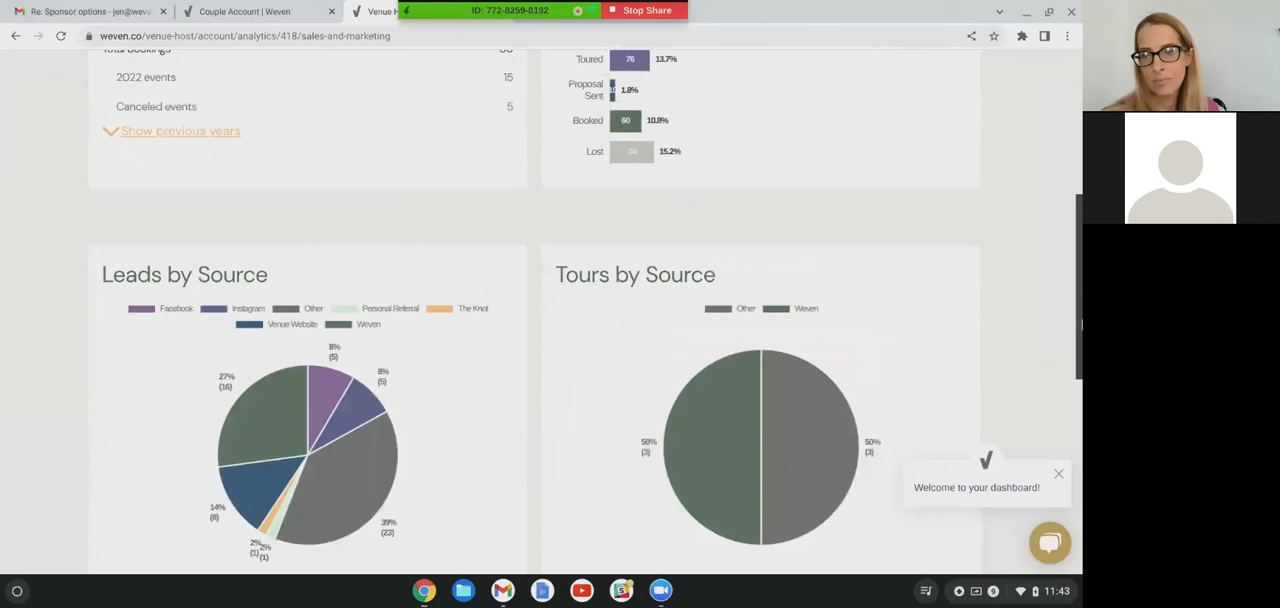 Re: Sponsor options - jen@weve
Couple Account | Weven
Venue H
ID: 772-8259-8192
Stop Share
weven.co/venue-host/account/analytics/418/sales-and-marketing
Total Bookings
2022 events 15
Canceled events 5
Show previous years
Toured 76 13.7%
Proposal
Sent 1.8%
Booked 60 10.8%
Lost 84 15.2%
Leads by Source
Facebook Instagram Other Personal Referral The Knot
Venue Website Weven
8%
(5)
8%
(5)
27%
(16)
14%
(8)
39%
(23)
2%
(1)
2%
(1)
Tours by Source
Other Weven
50%
(3)
50%
(3)
Welcome to your dashboard!
11:43